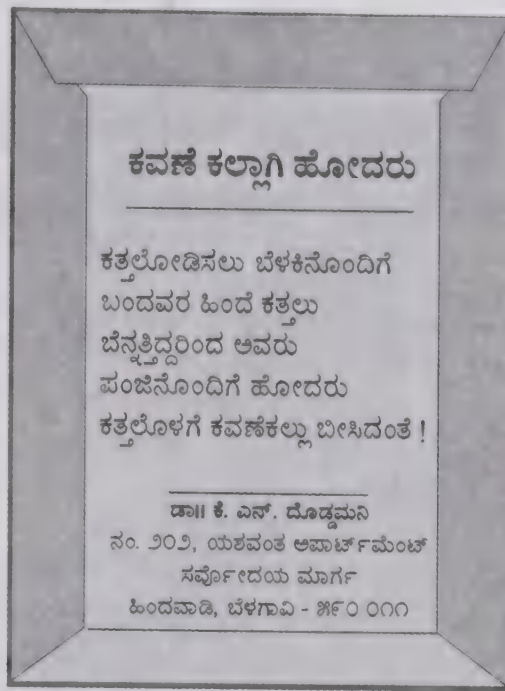 ಕವಣೆ ಕಲ್ಲಾಗಿ ಹೋದರು
ಕತ್ತಲೋಡಿಸಲು ಬೆಳಕಿನೊಂದಿಗೆ
ಬಂದವರ ಹಿಂದೆ ಕತ್ತಲು
ಬೆನ್ನತ್ತಿದ್ದರಿಂದ ಅವರು
ಪಂಜಿನೊಂದಿಗೆ ಹೋದರು
ಕತ್ತಲೊಳಗೆ ಕವಣೆಕಲ್ಲು ಬೀಸಿದಂತೆ !
ಡಾ॥ ಕೆ. ಎನ್. ದೊಡ್ಡಮನಿ
ನಂ. ೨೦೨, ಯಶವಂತ ಅಪಾರ್ಟ್‌ಮೆಂಟ್
ಸರ್ವೋದಯ ಮಾರ್ಗ
ಹಿಂದವಾಡಿ, ಬೆಳಗಾವಿ - ೫೯೦ ೦೧೧